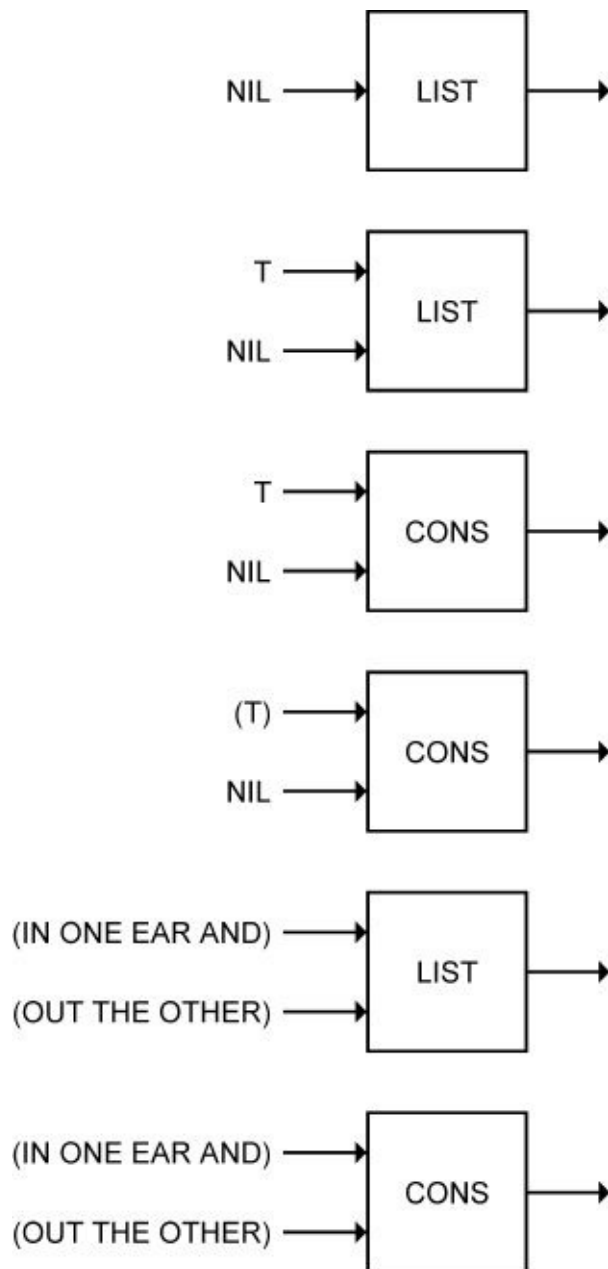 NIL LIST
T
LIST
NIL
T
CONS
NIL
(T)
CONS
NIL
(IN ONE EAR AND)
LIST
(OUT THE OTHER)
(IN ONE EAR AND)
CONS
(OUT THE OTHER)